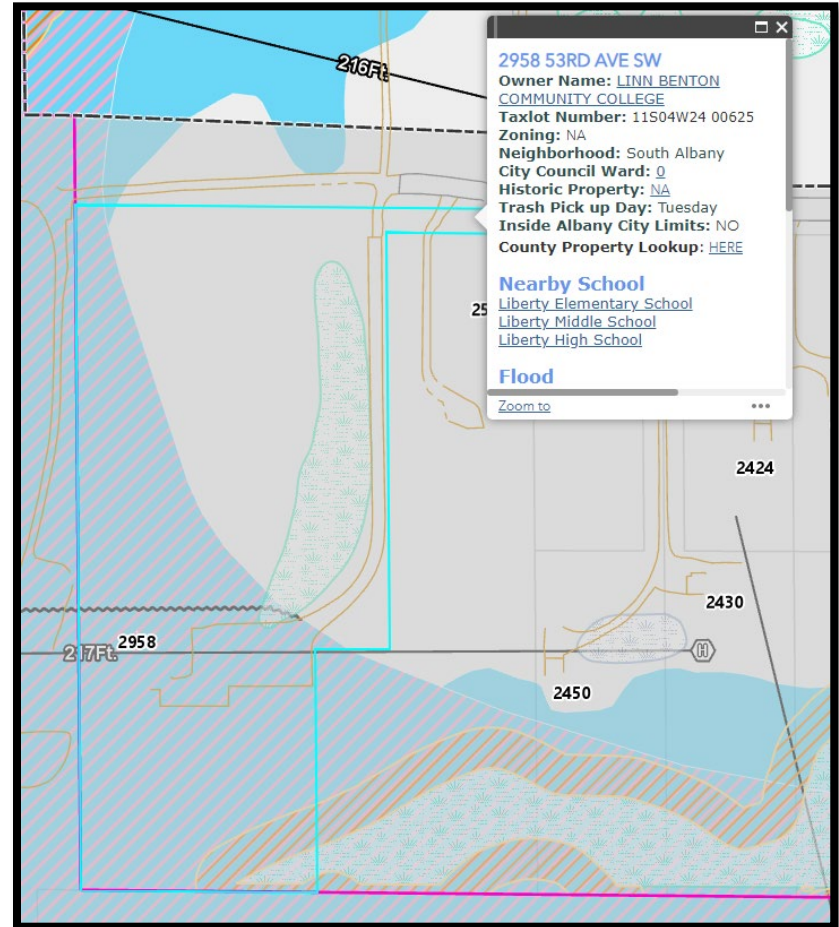 216Ft.
2958 53RD AVE SW
Owner Name: LINN BENTON
COMMUNITY COLLEGE
Taxlot Number: 11S04W24 00625
Zoning: NA
Neighborhood: South Albany
City Council Ward: 0
Historic Property: NA
Trash Pick up Day: Tuesday
Inside Albany City Limits: NO
County Property Lookup: HERE
Nearby School
Liberty Elementary School
Liberty Middle School
Liberty High School
Flood
Zoom to
2424
2430
2958
217Ft.
H
2450